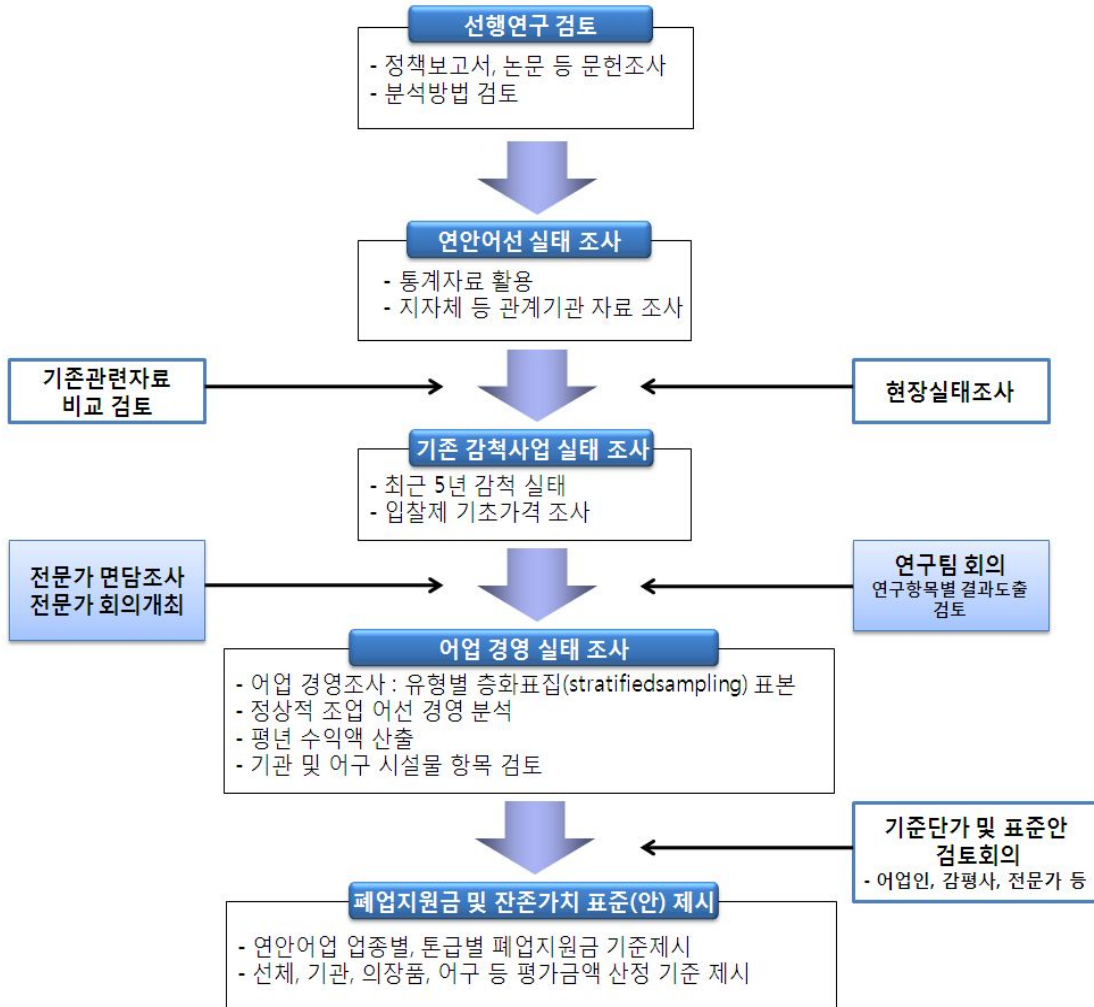 선행연구 검토
- 정책보고서, 논문 등 문헌조사
- 분석방법 검토
연안어선 실태 조사
- 통계자료 활용
- 지자체 등 관계기관 자료 조사
기존관련자료
비교 검토
현장실태조사
기존 감척사업 실태 조사
- 최근 5년 감척 실태
- 입찰제 기초가격 조사
전문가 면담조사
전문가 회의개최
연구팀 회의
연구항목별 결과도출
검토
어업 경영 실태 조사
- 어업 경영조사 : 유형별 층화표집(stratifiedsampling) 표본
- 정상적 조업 어선 경영 분석
- 평년 수익액 산출
- 기관 및 어구 시설물 항목 검토
기준단가 및 표준안
검토회의
- 어업인, 감평사, 전문가 등
폐업지원금 및 잔존가치 표준(안) 제시
- 연안어업 업종별, 톤급별 폐업지원금 기준제시
- 선체, 기관, 의장품, 어구 등 평가금액 산정 기준 제시